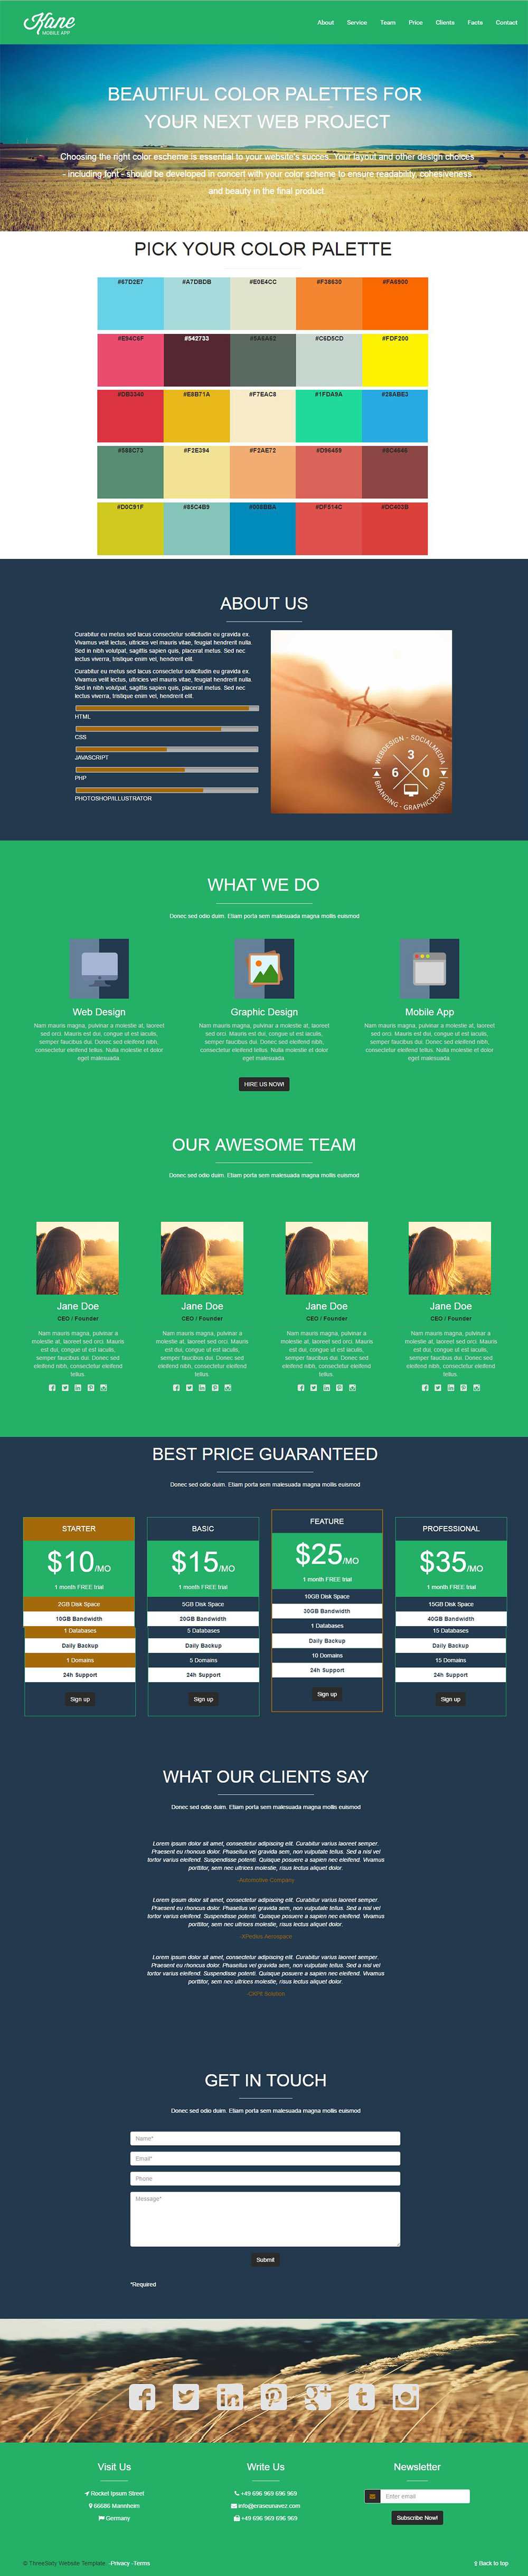 Kane
MOBILE APP
About Service Team Price Clients Facts Contact
BEAUTIFUL COLOR PALETTES FOR
YOUR NEXT WEB PROJECT
Choosing the right color escheme is essential to your website's succes. Your layout and other design choices
- including font - should be developed in concert with your color scheme to ensure readability, cohesiveness
and beauty in the final product.
PICK YOUR COLOR PALETTE
#67D2E7 #A7DBDB #E0E4CC #F38630 #FA6900
#E94C6F #542733 #5A6A62 #C6D5CD #FDF200
#DB3340 #E8B71A #F7EAC8 #1FDA9A #28ABE3
#588C73 #F2E394 #F2AE72 #D96459 #8C4646
#D0C91F #85C4B9 #008BBA #DF514C #DC403B
ABOUT US
Curabitur eu metus sed lacus consectetur sollicitudin eu gravida ex.
Vivamus velit lectus, ultricies vel mauris vitae, feugiat hendrerit nulla.
Sed in nibh volutpat, sagittis sapien quis, placerat metus. Sed nec
lectus viverra, tristique enim vel, hendrerit elit.
Curabitur eu metus sed lacus consectetur sollicitudin eu gravida ex.
Vivamus velit lectus, ultricies vel mauris vitae, feugiat hendrerit nulla.
Sed in nibh volutpat, sagittis sapien quis, placerat metus. Sed nec
lectus viverra, tristique enim vel, hendrerit elit.
HTML
CSS
JAVASCRIPT
PHP
PHOTOSHOP/ILLUSTRATOR
WEBDESIGN - SOCIALMEDIA
3
6 0
BRANDING - GRAPHICDESIGN
WHAT WE DO
Donec sed odio duim. Etiam porta sem malesuada magna mollis euismod
Web Design
Nam mauris magna, pulvinar a molestie at, laoreet
sed orci. Mauris est dui, congue ut est iaculis,
semper faucibus dui. Donec sed eleifend nibh,
consectetur eleifend tellus. Nulla molestie et dolor
eget malesuada.
Graphic Design
Nam mauris magna, pulvinar a molestie at, laoreet
sed orci. Mauris est dui, congue ut est iaculis,
semper faucibus dui. Donec sed eleifend nibh,
consectetur eleifend tellus. Nulla molestie et dolor
eget malesuada.
Mobile App
Nam mauris magna, pulvinar a molestie at, laoreet
sed orci. Mauris est dui, congue ut est iaculis,
semper faucibus dui. Donec sed eleifend nibh,
consectetur eleifend tellus. Nulla molestie et dolor
eget malesuada.
HIRE US NOW!
OUR AWESOME TEAM
Donec sed odio duim. Etiam porta sem malesuada magna mollis euismod
Jane Doe
CEO / Founder
Nam mauris magna, pulvinar a
molestie at, laoreet sed orci. Mauris
est dui, congue ut est iaculis,
semper faucibus dui. Donec sed
eleifend nibh, consectetur eleifend
tellus.
Jane Doe
CEO / Founder
Nam mauris magna, pulvinar a
molestie at, laoreet sed orci. Mauris
est dui, congue ut est iaculis,
semper faucibus dui. Donec sed
eleifend nibh, consectetur eleifend
tellus.
Jane Doe
CEO / Founder
Nam mauris magna, pulvinar a
molestie at, laoreet sed orci. Mauris
est dui, congue ut est iaculis,
semper faucibus dui. Donec sed
eleifend nibh, consectetur eleifend
tellus.
Jane Doe
CEO / Founder
Nam mauris magna, pulvinar a
molestie at, laoreet sed orci. Mauris
est dui, congue ut est iaculis,
semper faucibus dui. Donec sed
eleifend nibh, consectetur eleifend
tellus.
BEST PRICE GUARANTEED
Donec sed odio duim. Etiam porta sem malesuada magna mollis euismod
STARTER
$10/MO
1 month FREE trial
2GB Disk Space
10GB Bandwidth
1 Databases
Daily Backup
1 Domains
24h Support
Sign up
BASIC
$15/MO
1 month FREE trial
5GB Disk Space
20GB Bandwidth
5 Databases
Daily Backup
5 Domains
24h Support
Sign up
FEATURE
$25/MO
1 month FREE trial
10GB Disk Space
30GB Bandwidth
1 Databases
Daily Backup
10 Domains
24h Support
Sign up
PROFESSIONAL
$35/MO
1 month FREE trial
15GB Disk Space
40GB Bandwidth
15 Databases
Daily Backup
15 Domains
24h Support
Sign up
WHAT OUR CLIENTS SAY
Donec sed odio duim. Etiam porta sem malesuada magna mollis euismod
Lorem ipsum dolor sit amet, consectetur adipiscing elit. Curabitur varius laoreet semper.
Praesent eu rhoncus dolor. Phasellus vel gravida sem, non vulputate tellus. Sed a nisl vel
tortor varius eleifend. Suspendisse potenti. Quisque posuere a sapien nec eleifend. Vivamus
porttitor, sem nec ultrices molestie, risus lectus aliquet dolor.
-Automotive Company
Lorem ipsum dolor sit amet, consectetur adipiscing elit. Curabitur varius laoreet semper.
Praesent eu rhoncus dolor. Phasellus vel gravida sem, non vulputate tellus. Sed a nisl vel
tortor varius eleifend. Suspendisse potenti. Quisque posuere a sapien nec eleifend. Vivamus
porttitor, sem nec ultrices molestie, risus lectus aliquet dolor.
Aerospace
Lorem ipsum dolor sit amet, consectetur adipiscing elit. Curabitur varius laoreet semper.
Praesent eu rhoncus dolor. Phasellus vel gravida sem, non vulputate tellus. Sed a nisl vel
tortor varius eleifend. Suspendisse potenti. Quisque posuere a sapien nec eleifend. Vivamus
porttitor, sem nec ultrices molestie, risus lectus aliquet dolor.
Solution
GET IN TOUCH
Donec sed odio duim. Etiam porta sem malesuada magna mollis euismod
Name*
Email*
Phone
Message*
Submit
*Required
Visit Us
Rocket Ipsum Street
66686 Mannheim
Germany
Write Us
+49 696 969 696 969
info@eraseunavez.com
+49 696 969 696 969
Newsletter
Enter email
Subscribe Now!
© ThreeSixty Website Template. -Privacy -Terms
Back to top